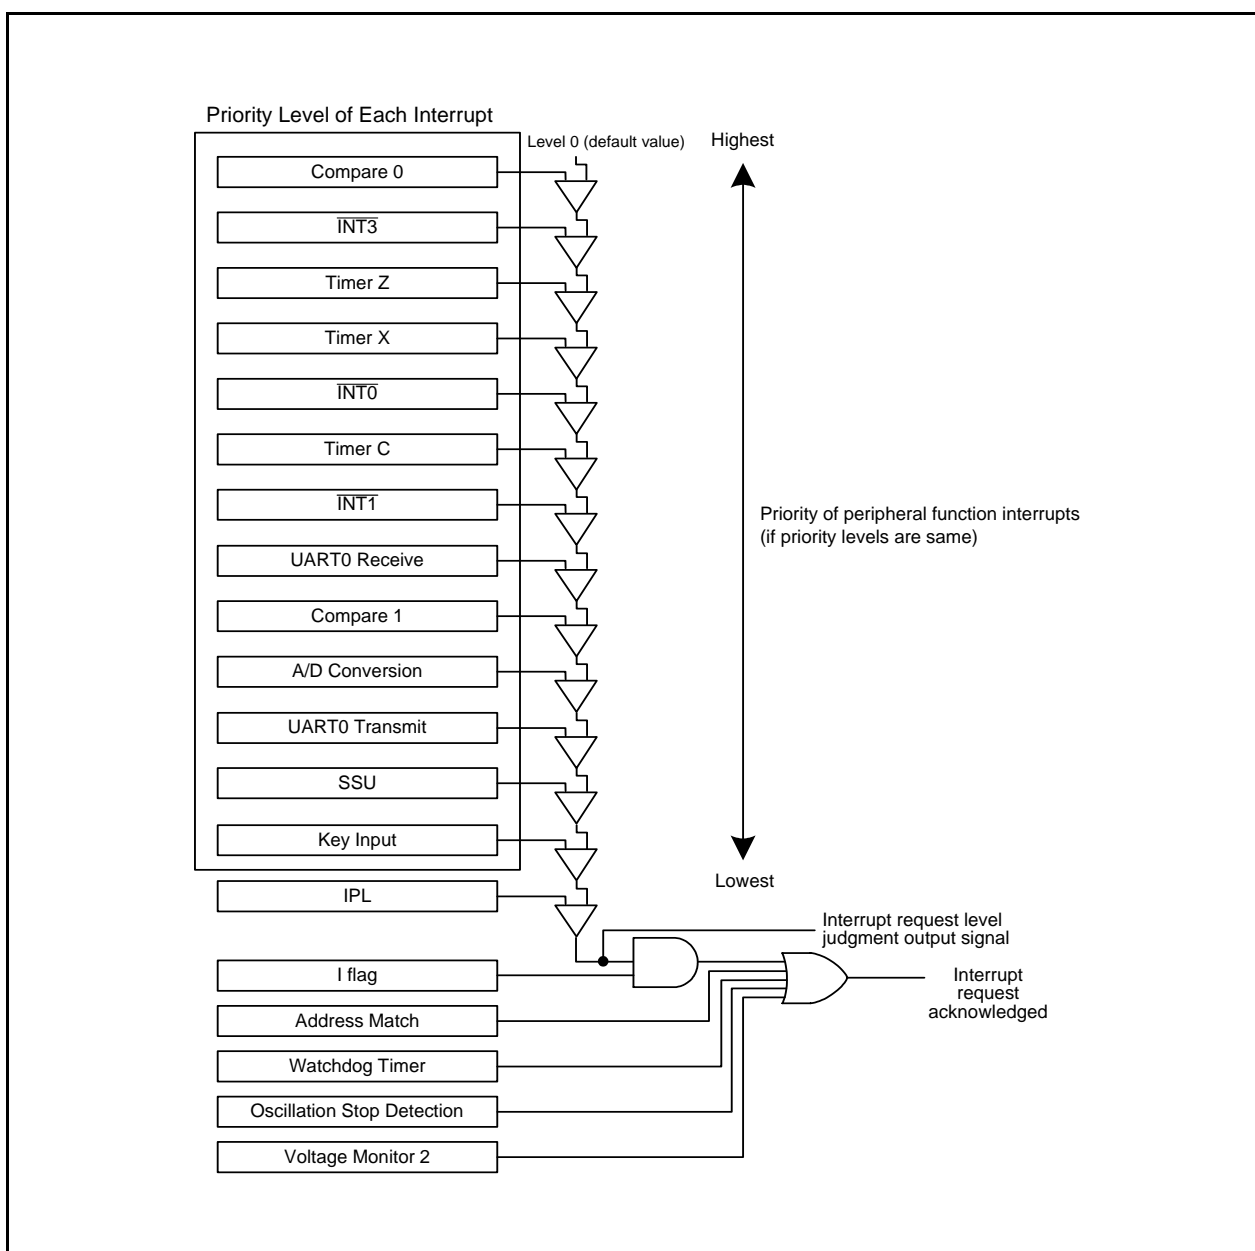 Priority Level of Each Interrupt
Level 0 (default value)
Highest
Compare 0
INT3
Timer Z
Timer X
INT0
Timer C
INT1
Priority of peripheral function interrupts
(if priority levels are same)
UART0 Receive
Compare 1
A/D Conversion
UART0 Transmit
SSU
Key Input
Lowest
IPL
Interrupt request level
judgment output signal
I flag
Interrupt
request
acknowledged
Address Match
Watchdog Timer
Oscillation Stop Detection
Voltage Monitor 2